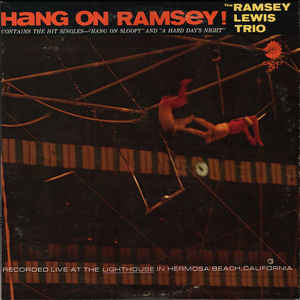 HANG ON RAMSEY!
THE RAMSEY
LEWIS
TRIO
CONTAINS THE HIT SINGLES—"HANG ON SLOOPY" AND "A HARD DAY'S NIGHT"
RECORDED LIVE AT THE LIGHTHOUSE IN HERMOSA BEACH, CALIFORNIA